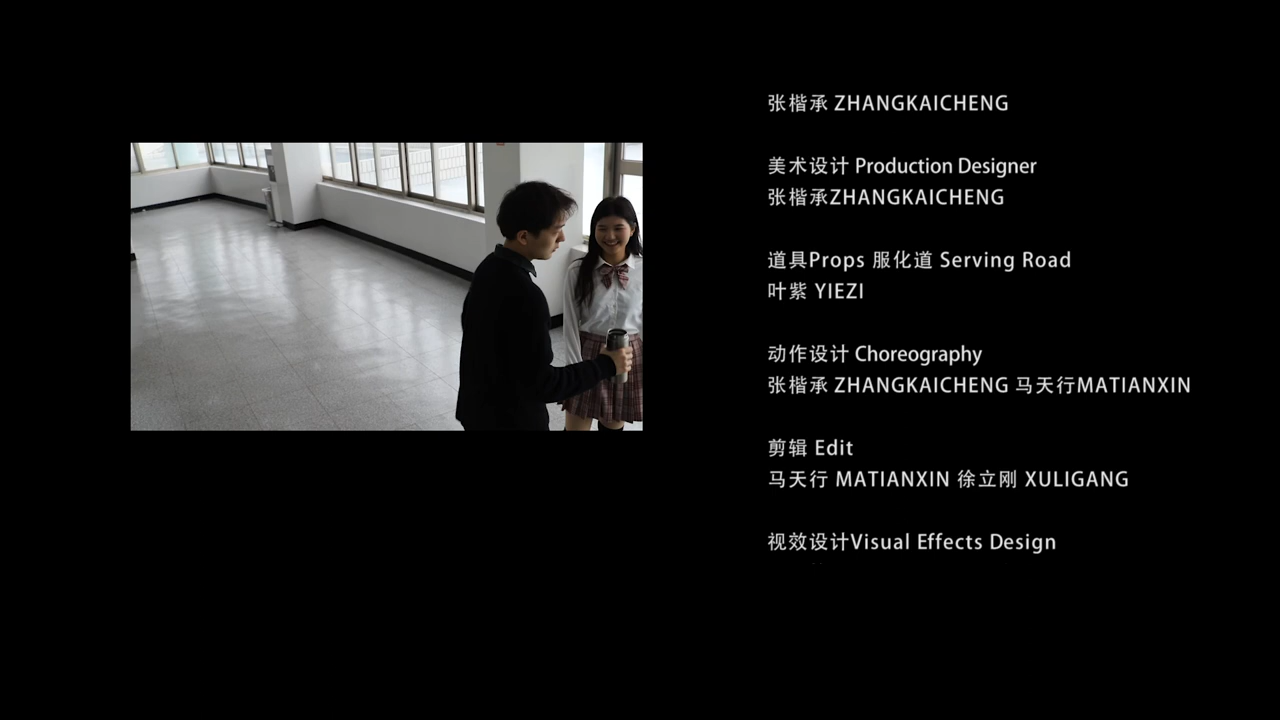 张楷承 ZHANGKAICHENG
美术设计 Production Designer
张楷承ZHANGKAICHENG
道具Props 服化道 Serving Road
叶紫 YIEZI
动作设计 Choreography
张楷承 ZHANGKAICHENG 马天行MATIANXIN
剪辑 Edit
马天行 MATIANXIN 徐立刚 XULIGANG
视效设计Visual Effects Design